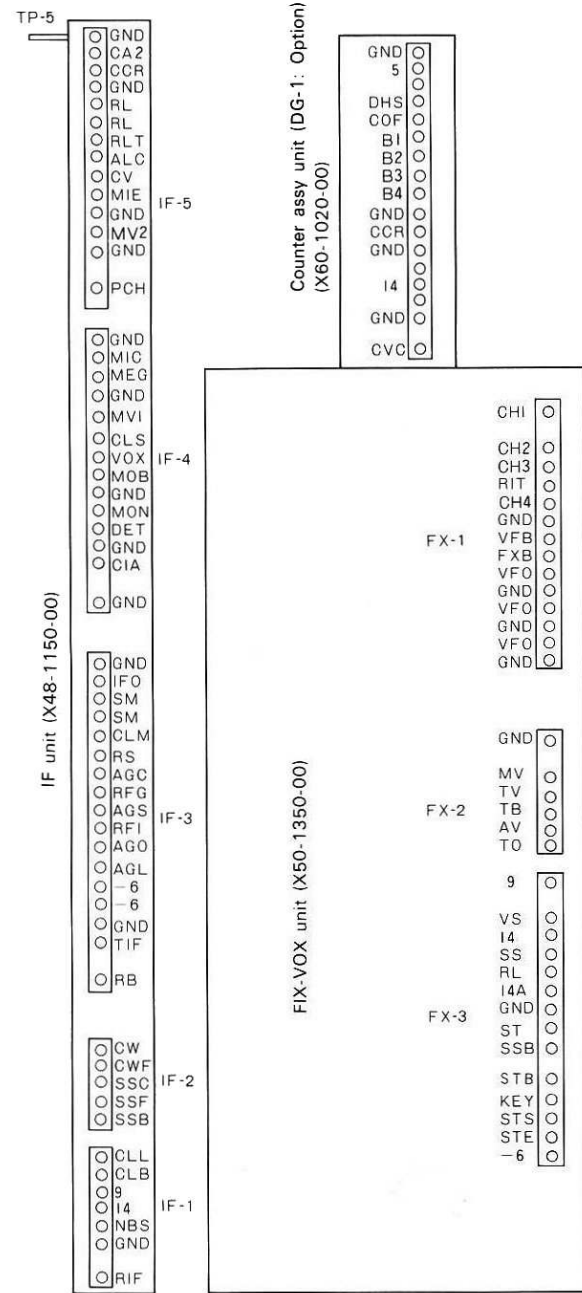 TP-5
GND
CA2
CCR
GND
RL
RL
RLT
ALC
CV
MIE
GND
MV2
GND
PCH
IF-5
GND
MIC
MEG
GND
MVI
CLS
VOX
MOB
GND
MON
DET
GND
CIA
GND
IF-4
IF unit (X48-1150-00)
GND
IFO
SM
SM
CLM
RS
AGC
RFG
AGS
RFI
AGO
AGL
-6
-6
GND
TIF
RB
IF-3
CW
CWF
SSC
SSF
SSB
IF-2
CLL
CLB
9
14
NBS
GND
RIF
IF-1
Counter assy unit (DG-1: Option)
(X60-1020-00)
GND
5
DHS
COF
B1
B2
B3
B4
GND
CCR
GND
14
GND
CVC
FIX-VOX unit (X50-1350-00)
FX-1
CH1
CH2
CH3
RIT
CH4
GND
VFB
FXB
VFO
GND
VFO
GND
VFO
GND
FX-2
GND
MV
TV
TB
AV
TO
FX-3
9
VS
14
SS
RL
14A
GND
ST
SSB
STB
KEY
STS
STE
-6